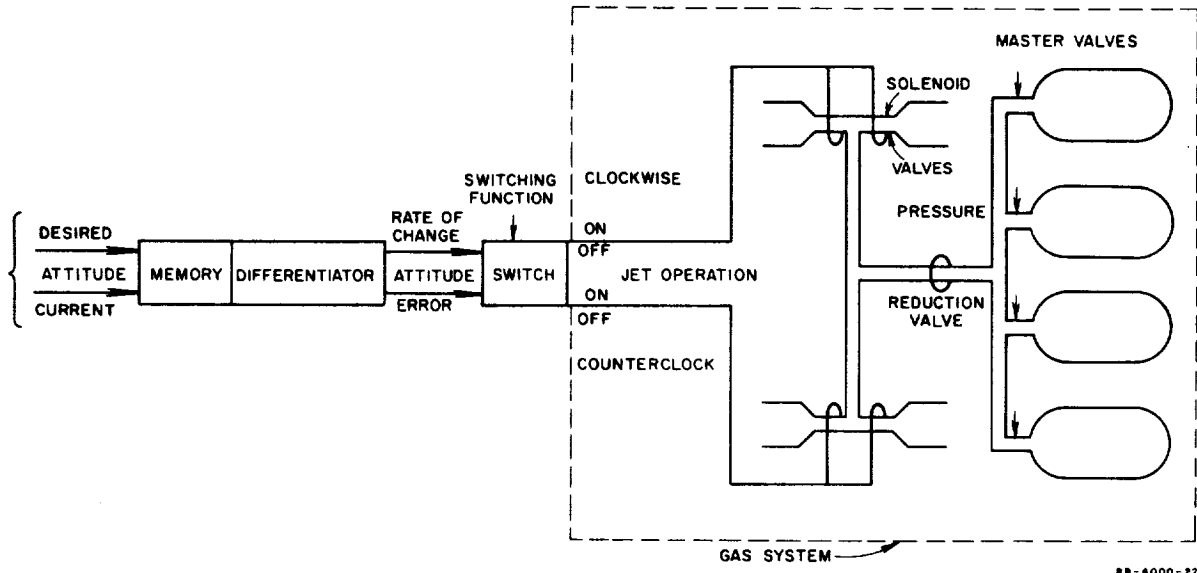 MASTER VALVES
SOLENOID
VALVES
SWITCHING
FUNCTION
CLOCKWISE
PRESSURE
DESIRED
ATTITUDE
CURRENT
MEMORY
DIFFERENTIATOR
RATE OF
CHANGE
ATTITUDE
ERROR
SWITCH
ON
OFF
JET OPERATION
ON
OFF
REDUCTION
VALVE
COUNTERCLOCK
GAS SYSTEM